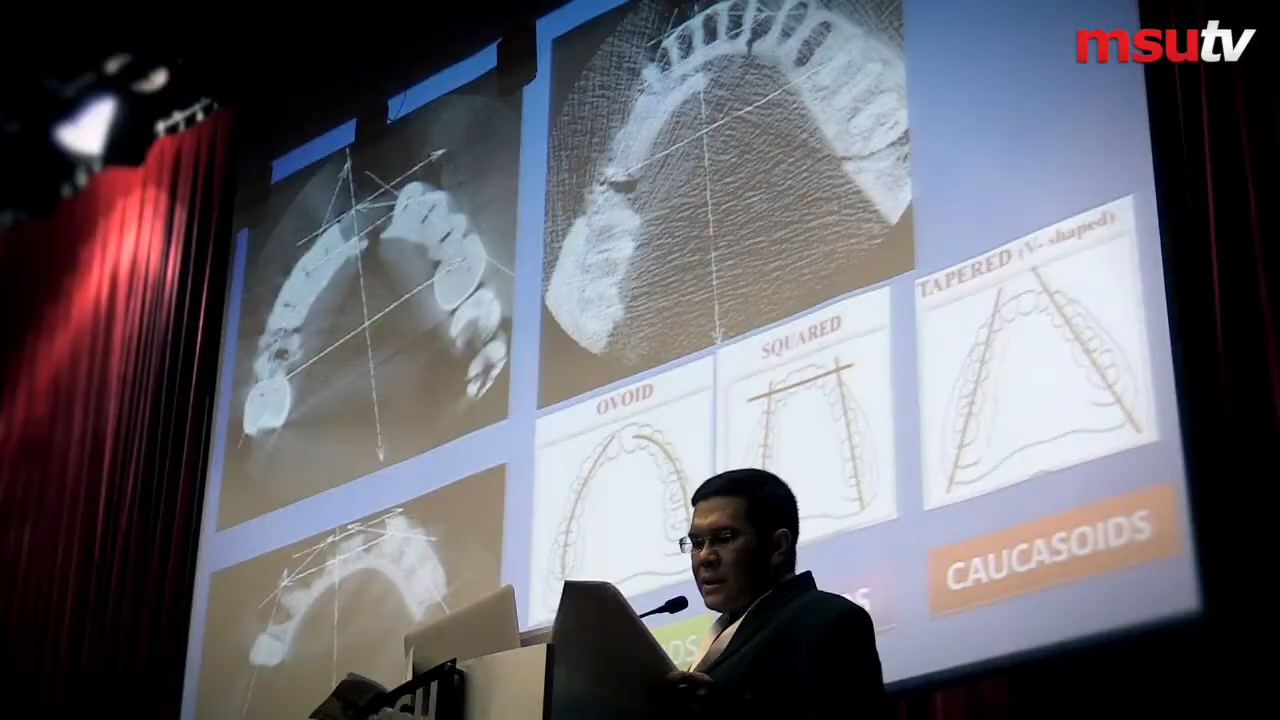 msutv
TAPERED (V- shaped)
SQUARED
OVOID
CAUCASOIDS